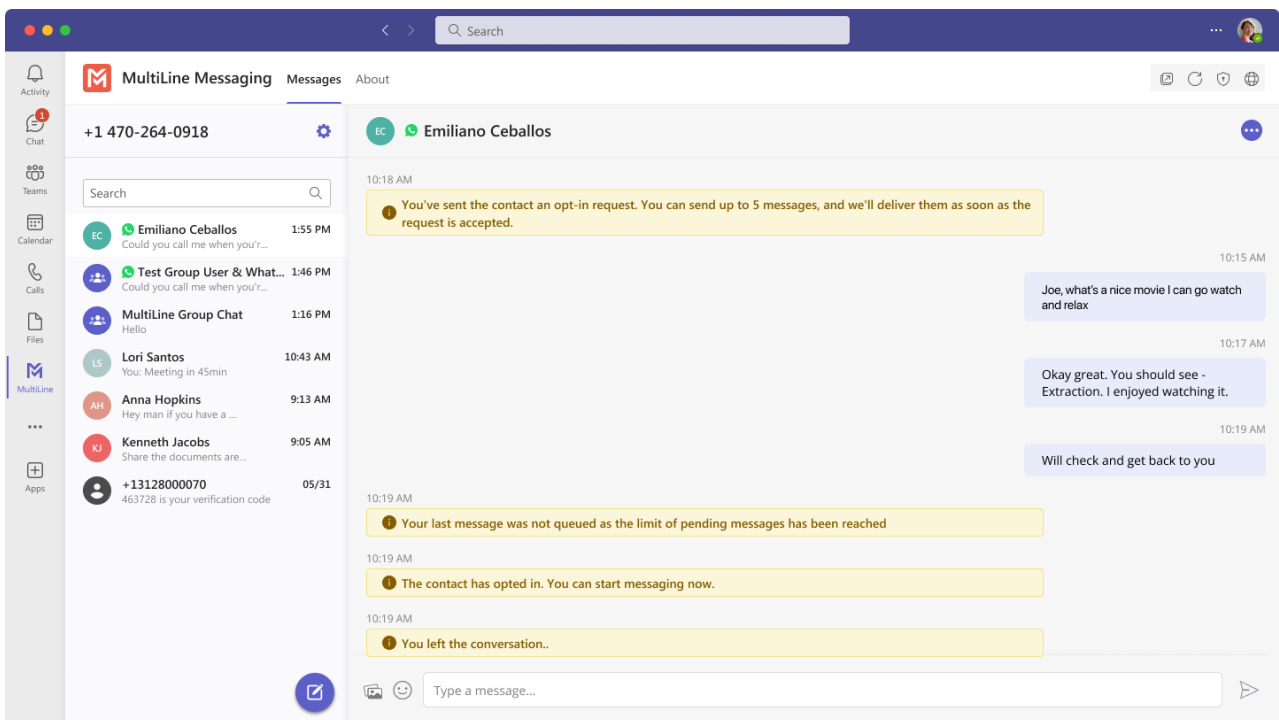 Search
Activity
1
Chat
Teams
Calendar
Calls
Files
MultiLine
Apps
MultiLine Messaging
Messages
About
+1 470-264-0918
Search
EC
Emiliano Ceballos
1:55 PM
Could you call me when you'r...
Test Group User & What...
1:46 PM
Could you call me when you'r...
MultiLine Group Chat
1:16 PM
Hello
LS
Lori Santos
10:43 AM
You: Meeting in 45min
AH
Anna Hopkins
9:13 AM
Hey man if you have a ...
KJ
Kenneth Jacobs
9:05 AM
Share the documents are...
+13128000070
05/31
463728 is your verification code
EC
Emiliano Ceballos
10:18 AM
You've sent the contact an opt-in request. You can send up to 5 messages, and we'll deliver them as soon as the
request is accepted.
10:15 AM
Joe, what's a nice movie I can go watch
and relax
10:17 AM
Okay great. You should see -
Extraction. I enjoyed watching it.
10:19 AM
Will check and get back to you
10:19 AM
Your last message was not queued as the limit of pending messages has been reached
10:19 AM
The contact has opted in. You can start messaging now.
10:19 AM
You left the conversation..
Type a message...